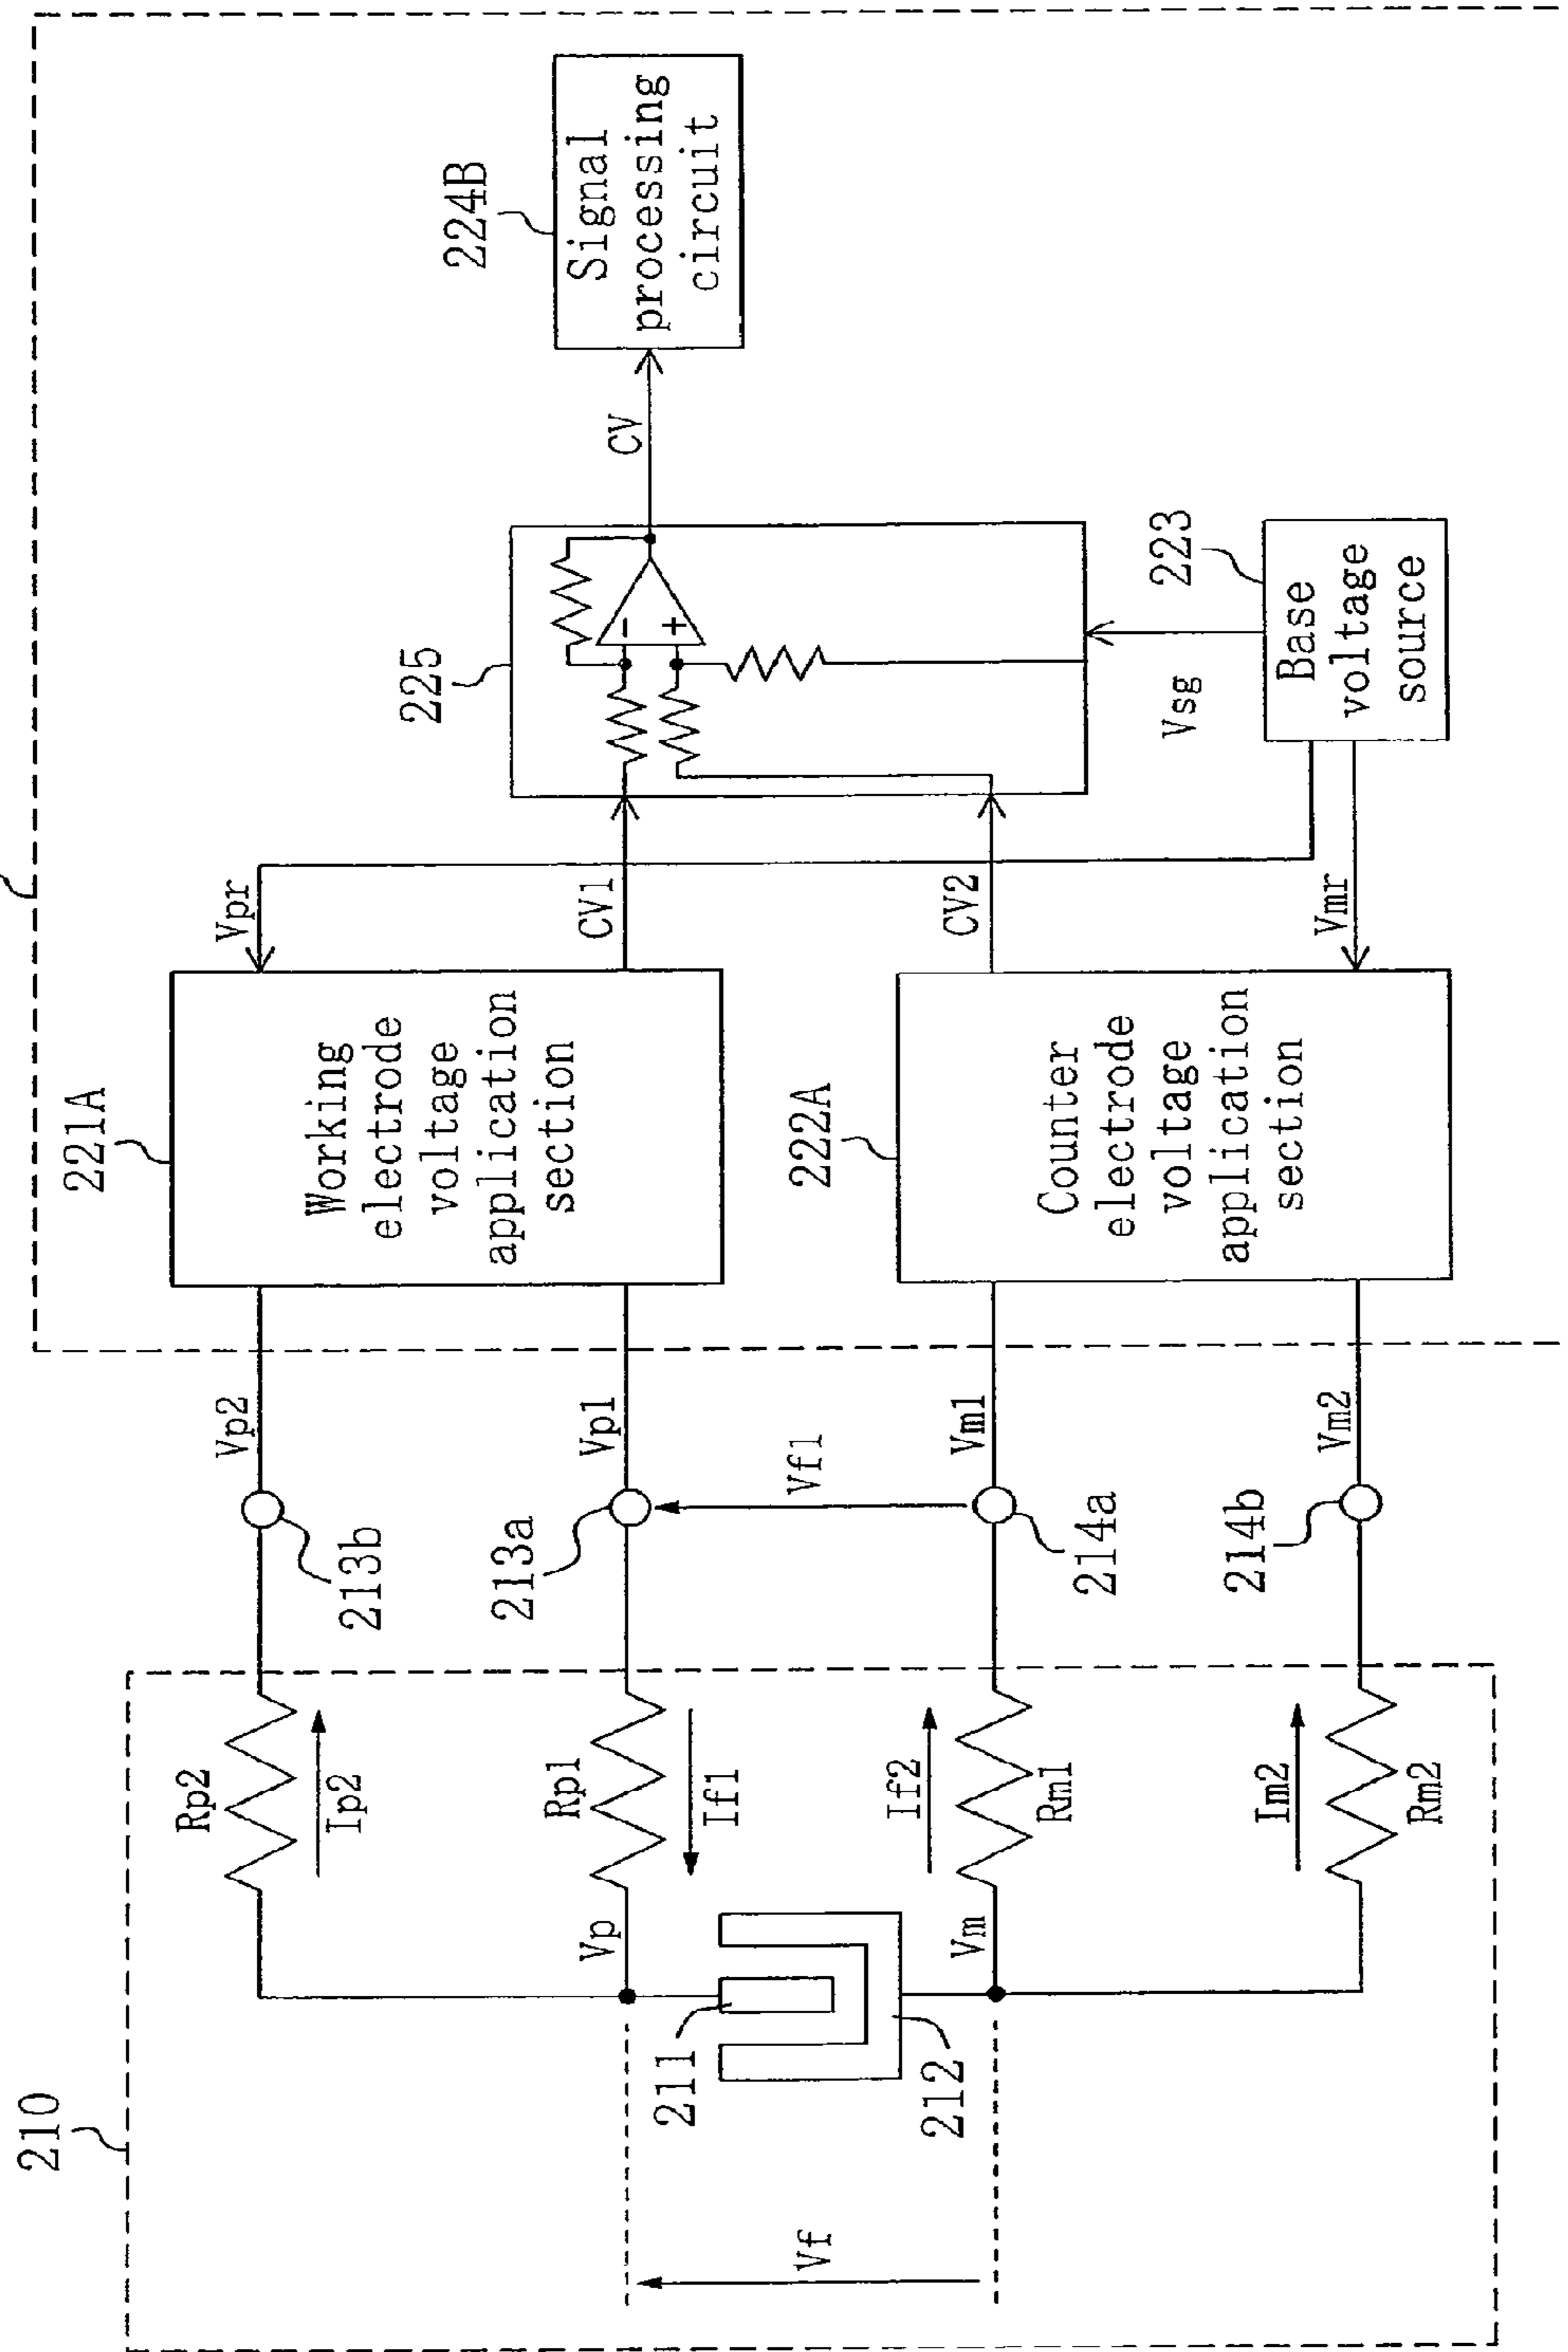 210
Rp2
Ip2
Rp1
If1
Vp
211
212
Vf
Vm
If2
Rm1
Im2
Rm2
Vp2
213b
Vp1
213a
Vf1
Vm1
214a
Vm2
214b
221A
Working
electrode
voltage
application
section
222A
Counter
electrode
voltage
application
section
Vpr
CV1
CV2
Vmr
225
−
+
Vsg
223
Base
voltage
source
CV
224B
Signal
processing
circuit